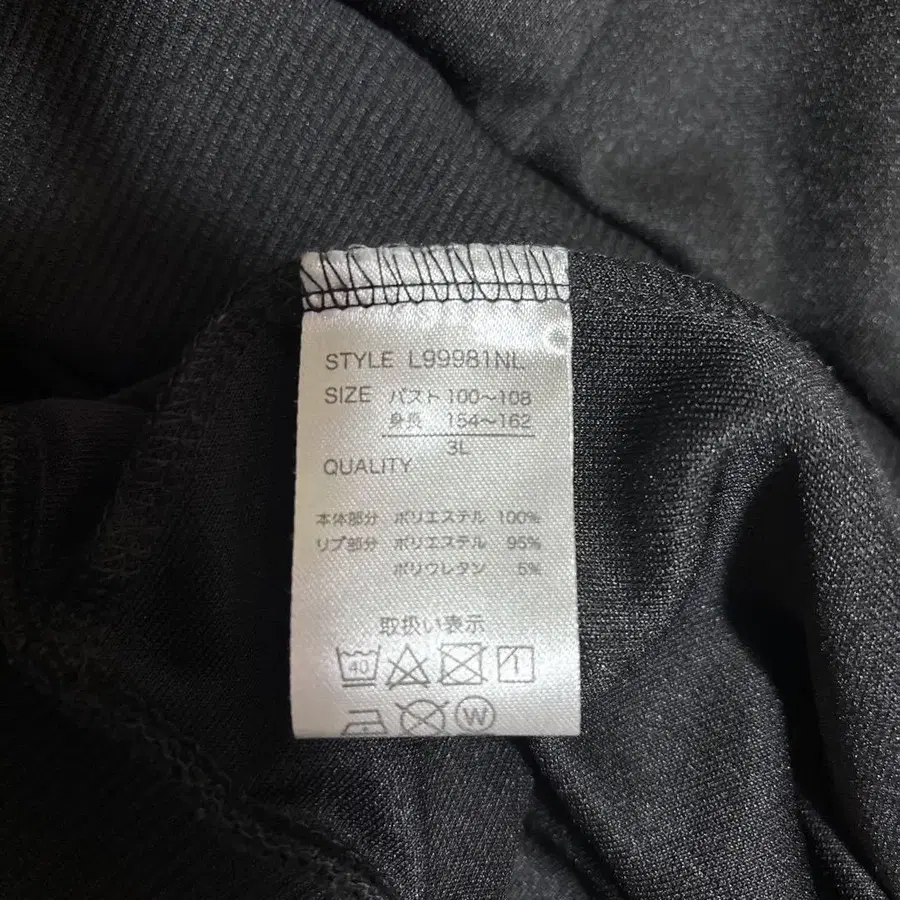 STYLE L99981NL
SIZE バスト 100〜108
身長 154〜162
3L
QUALITY
本体部分 ポリエステル 100%
リブ部分 ポリエステル 95%
ポリウレタン 5%
取扱い表示
40 1
W